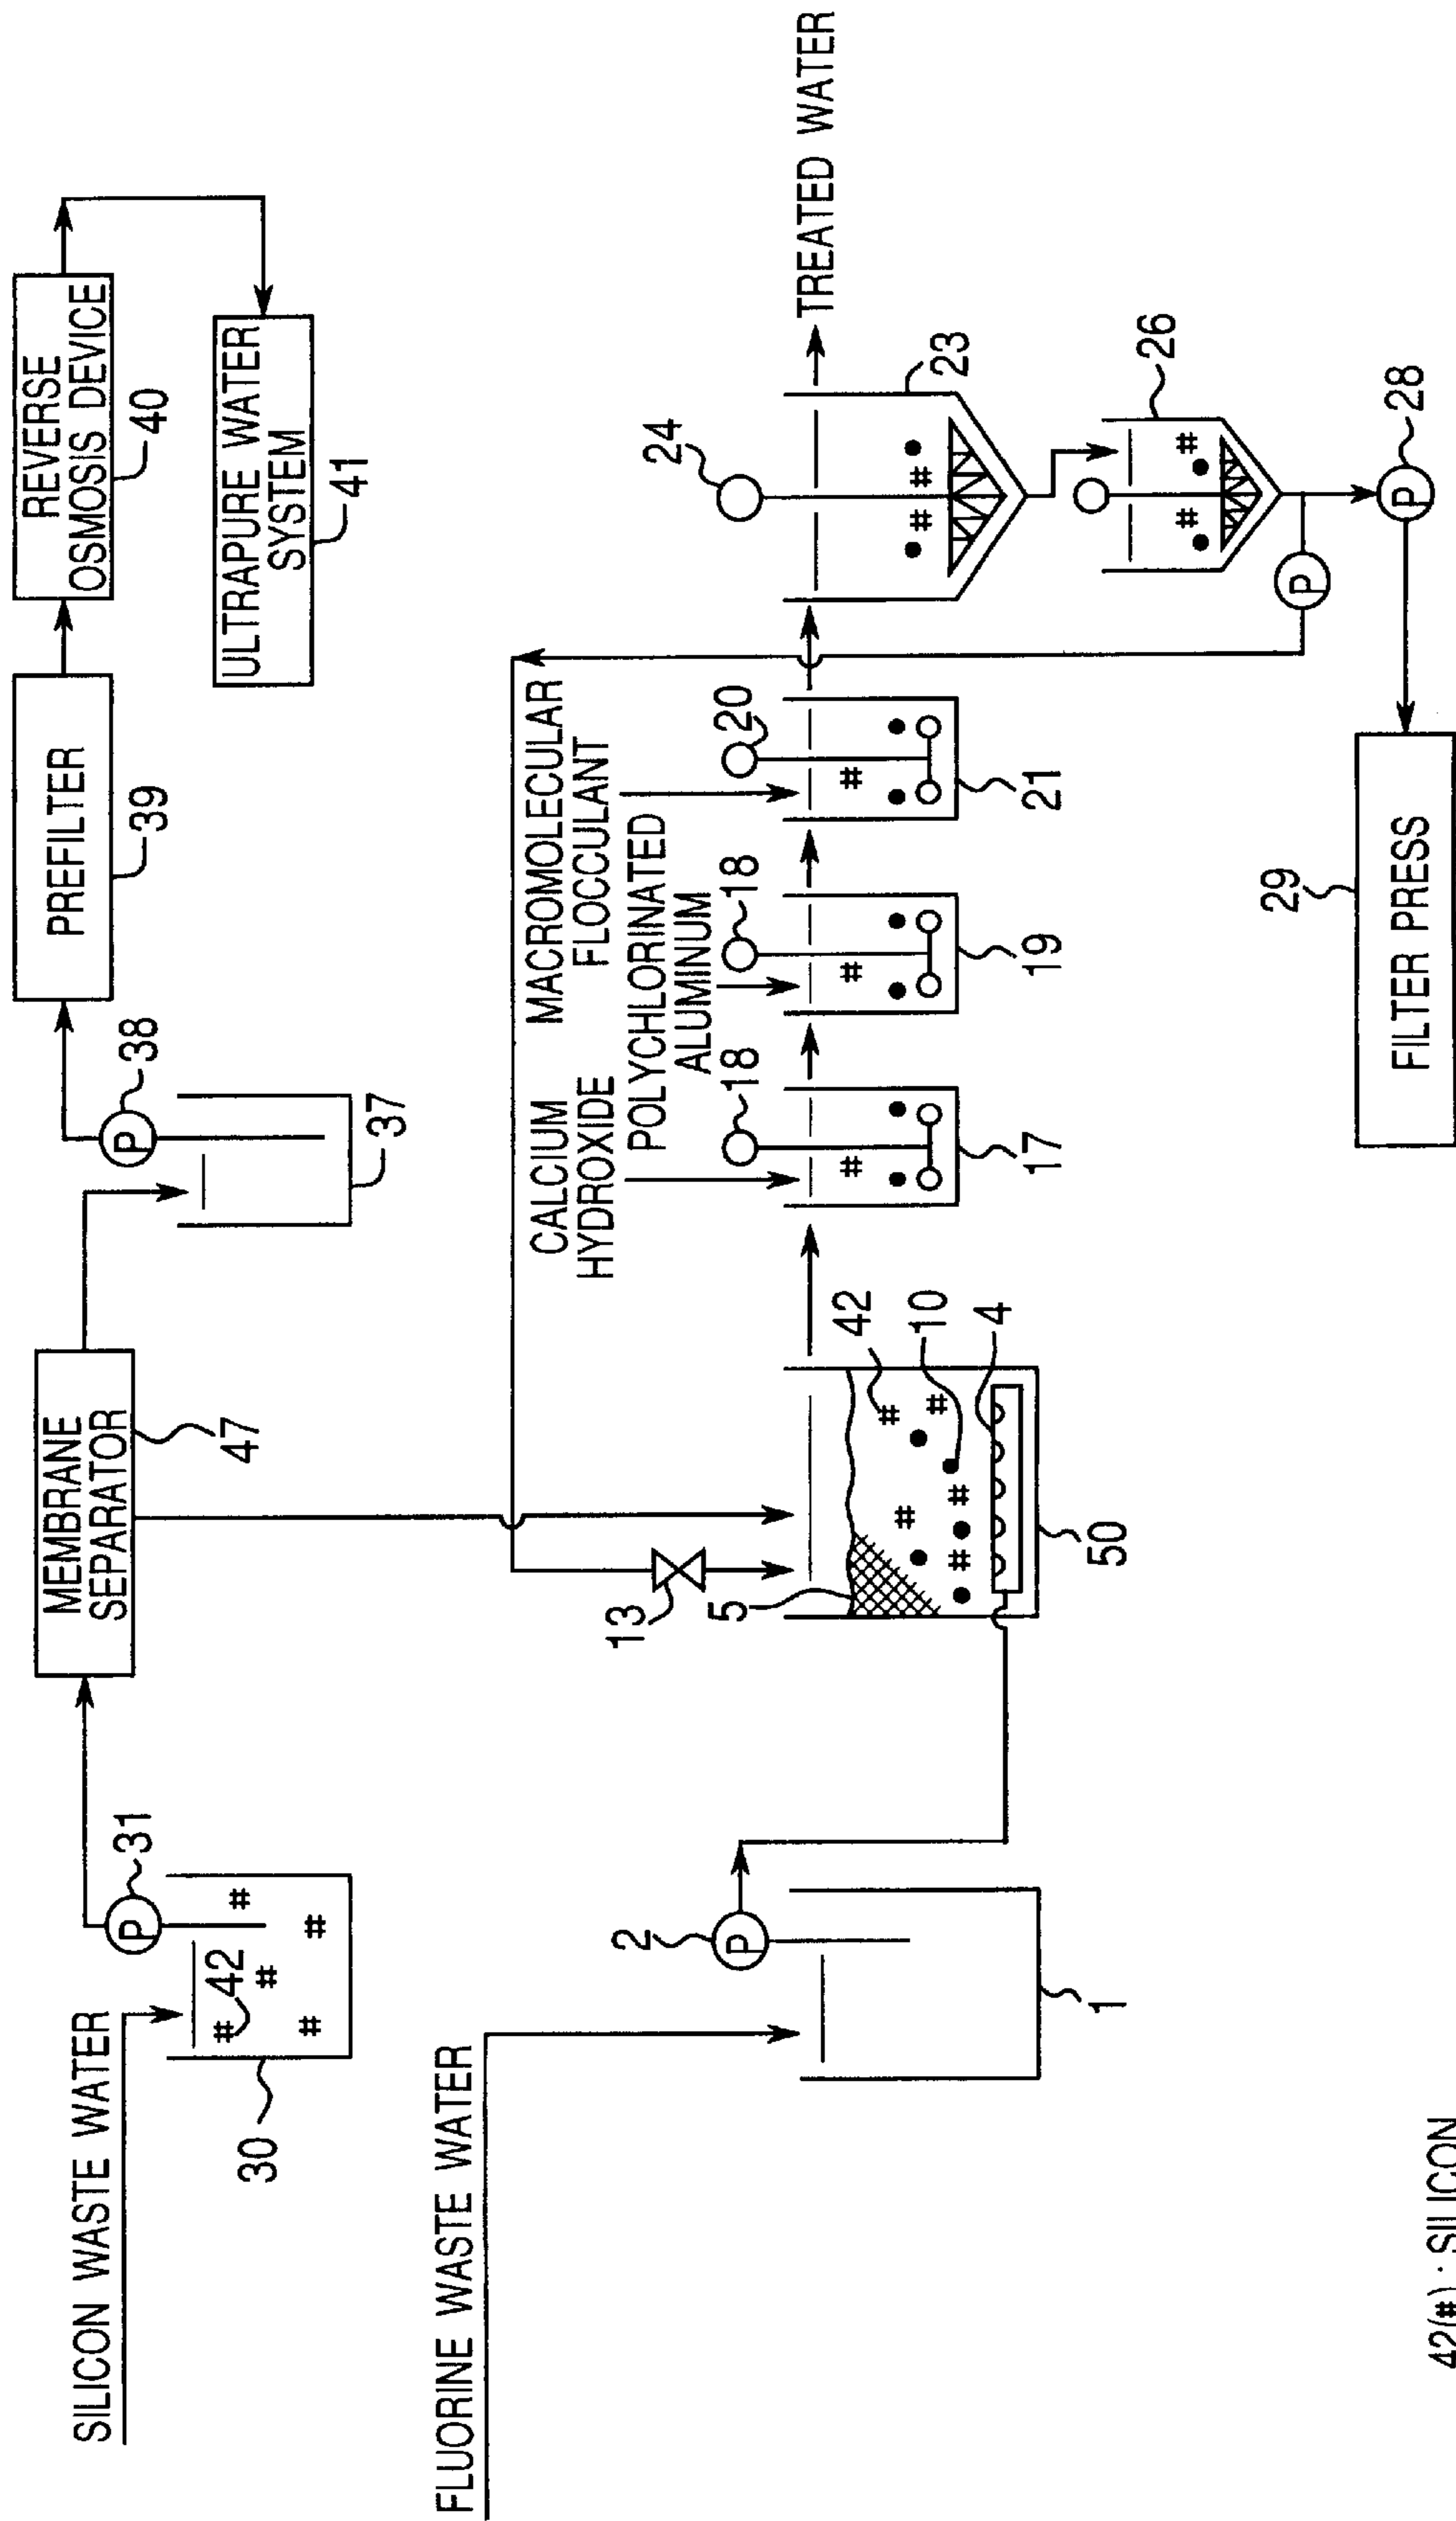 SILICON WASTE WATER
42
30
P
31
MEMBRANE
SEPARATOR
47
P
38
37
PREFILTER
39
REVERSE
OSMOSIS DEVICE
40
ULTRAPURE WATER
SYSTEM
41
FLUORINE WASTE WATER
2
P
1
13
5
42
10
4
50
CALCIUM
HYDROXIDE
18
17
POLYCHLORINATED
ALUMINUM
18
19
MACROMOLECULAR
FLOCCULANT
20
21
24
23
TREATED WATER
26
P
P
28
29
FILTER PRESS
42(#) : SILICON